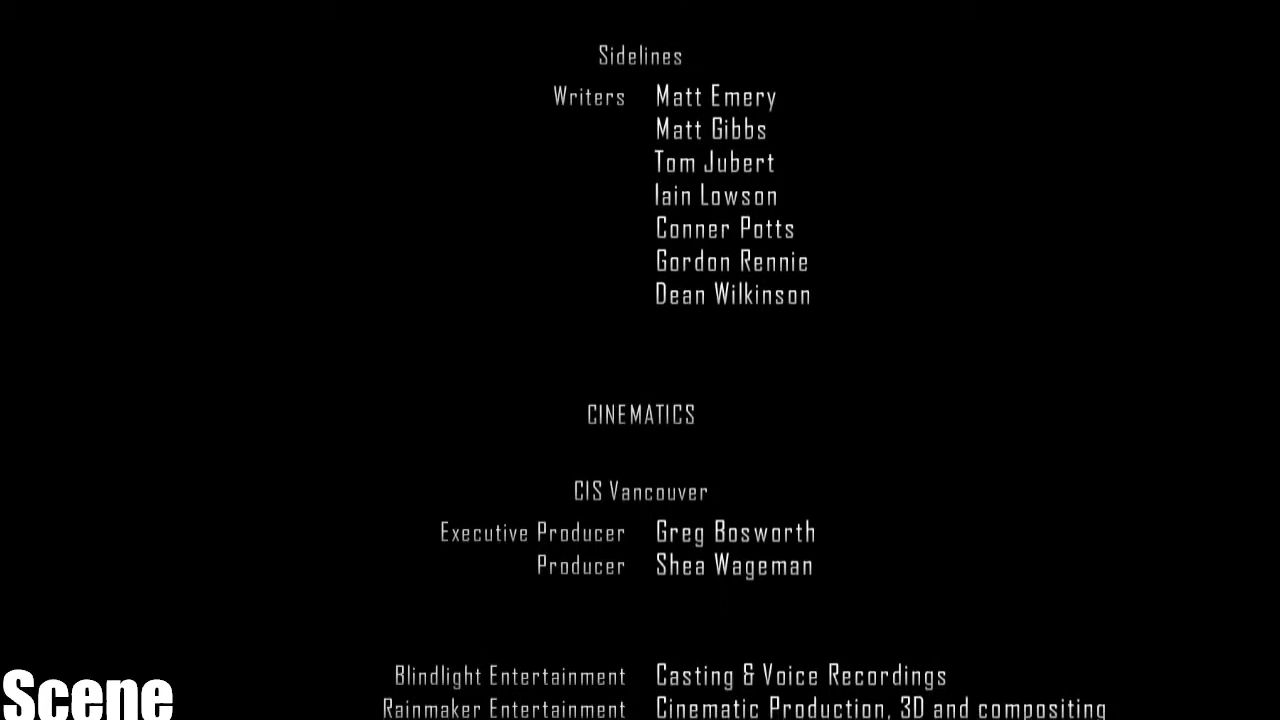 Sidelines
Writers Matt Emery
Matt Gibbs
Tom Jubert
Iain Lowson
Conner Potts
Gordon Rennie
Dean Wilkinson
CINEMATICS
CIS Vancouver
Executive Producer Greg Bosworth
Producer Shea Wageman
Blindlight Entertainment Casting & Voice Recordings
Rainmaker Entertainment Cinematic Production, 3D and compositing
Scene